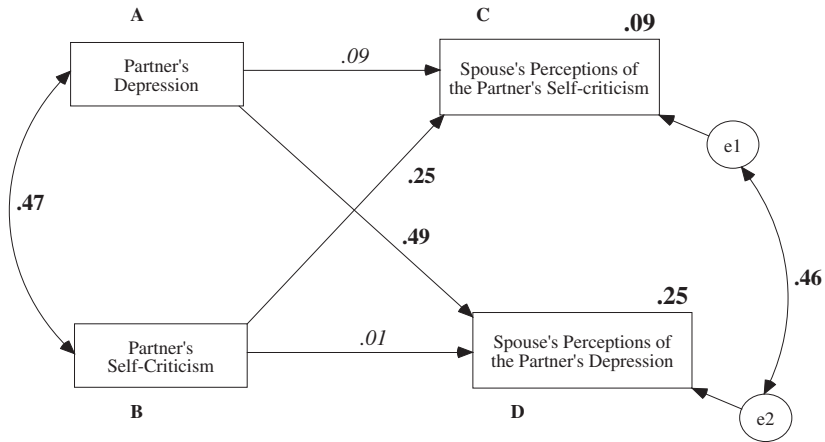 A
C
.09
Partner's
Depression
.09
Spouse's Perceptions of
the Partner's Self-criticism
e1
.25
.47
.49
.46
.25
Partner's
Self-Criticism
.01
Spouse's Perceptions of
the Partner's Depression
B
D
e2